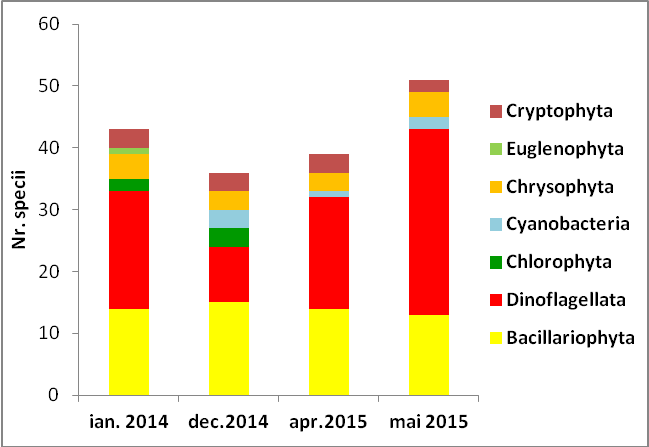 60
50
40
30
20
10
0
Nr. specii
ian. 2014
dec.2014
apr.2015
mai 2015
Cryptophyta
Euglenophyta
Chrysophyta
Cyanobacteria
Chlorophyta
Dinoflagellata
Bacillariophyta